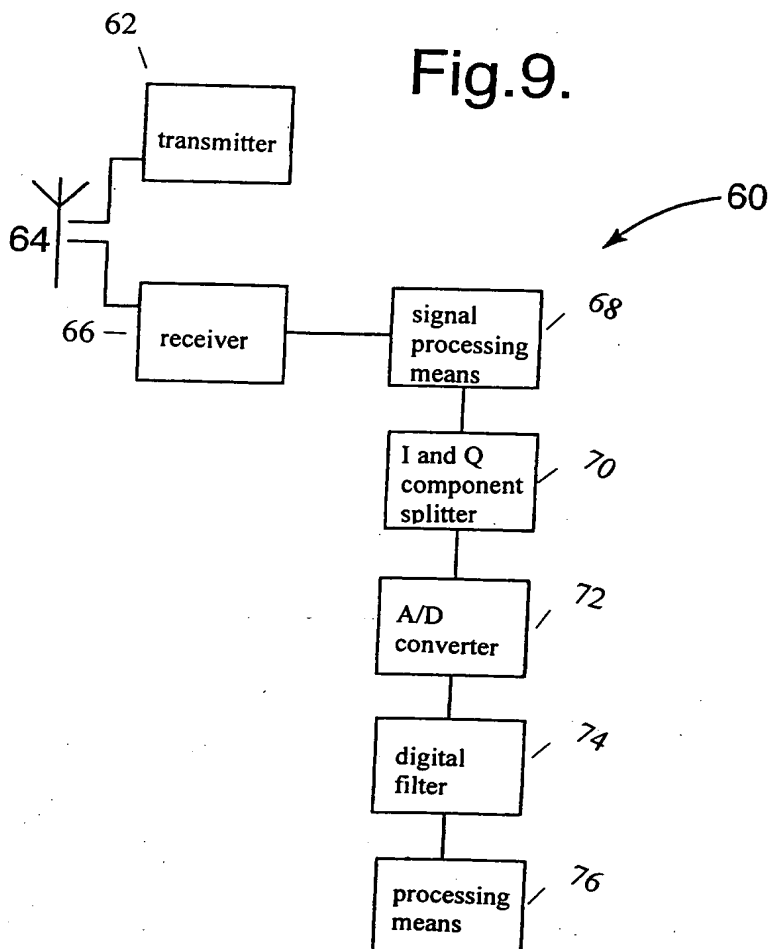 62
Fig.9.
transmitter
60
64
66
receiver
signal
processing
means
68
I and Q
component
splitter
70
A/D
converter
72
digital
filter
74
processing
means
76